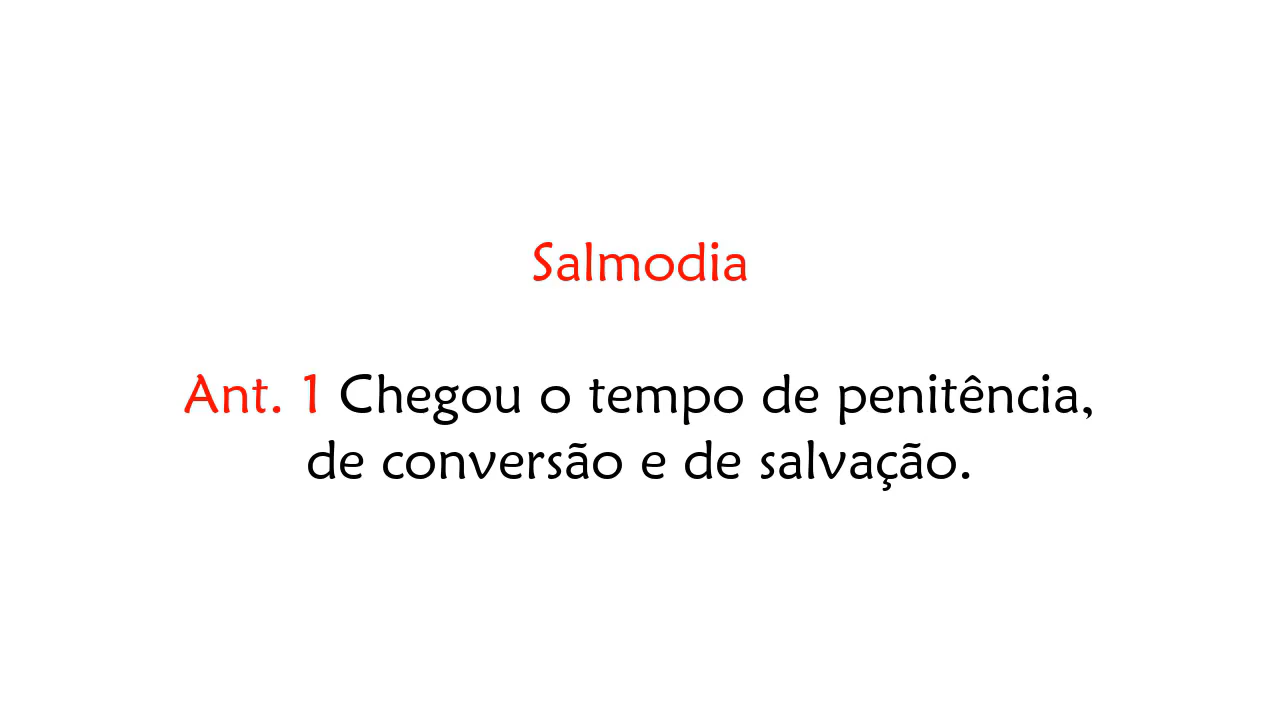 Salmodia
Ant. 1 Chegou o tempo de penitência,
de conversão e de salvação.